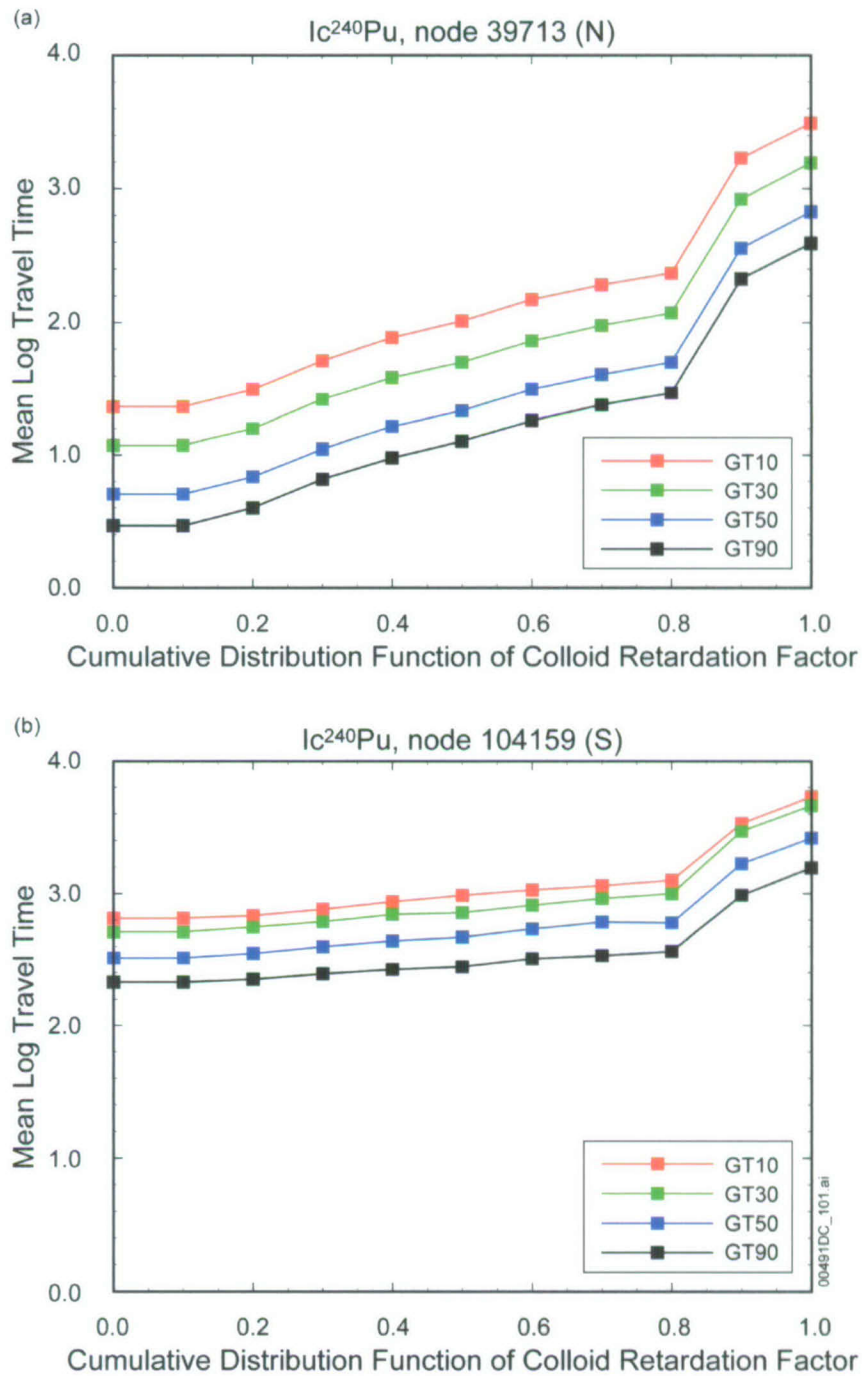 (a)
Ic²⁴⁰Pu, node 39713 (N)
4.0
3.0
2.0
1.0
0.0
Mean Log Travel Time
GT10
GT30
GT50
GT90
0.0 0.2 0.4 0.6 0.8 1.0
Cumulative Distribution Function of Colloid Retardation Factor
(b)
Ic²⁴⁰Pu, node 104159 (S)
4.0
3.0
2.0
1.0
0.0
Mean Log Travel Time
GT10
GT30
GT50
GT90
00491DC_101.ai
0.0 0.2 0.4 0.6 0.8 1.0
Cumulative Distribution Function of Colloid Retardation Factor